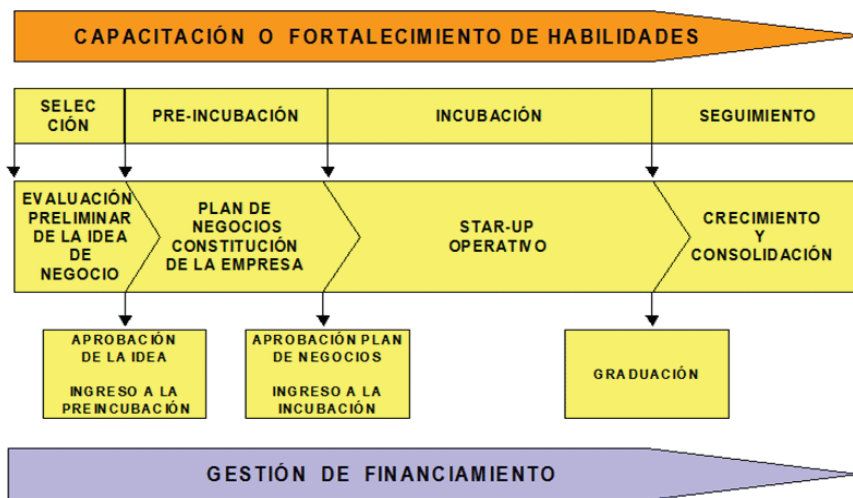 CAPACITACIÓN O FORTALECIMIENTO DE HABILIDADES
SELEC
CIÓN
PRE-INCUBACIÓN
INCUBACIÓN
SEGUIMIENTO
EVALUACIÓN
PRELIMINAR
DE LA IDEA
DE
NEGOCIO
PLAN DE
NEGOCIOS
CONSTITUCIÓN
DE LA EMPRESA
STAR-UP
OPERATIVO
CRECIMIENTO
Y
CONSOLIDACIÓN
APROBACIÓN
DE LA IDEA
INGRESO A LA
PREINCUBACIÓN
APROBACIÓN PLAN
DE NEGOCIOS
INGRESO A LA
INCUBACIÓN
GRADUACIÓN
GESTIÓN DE FINANCIAMIENTO